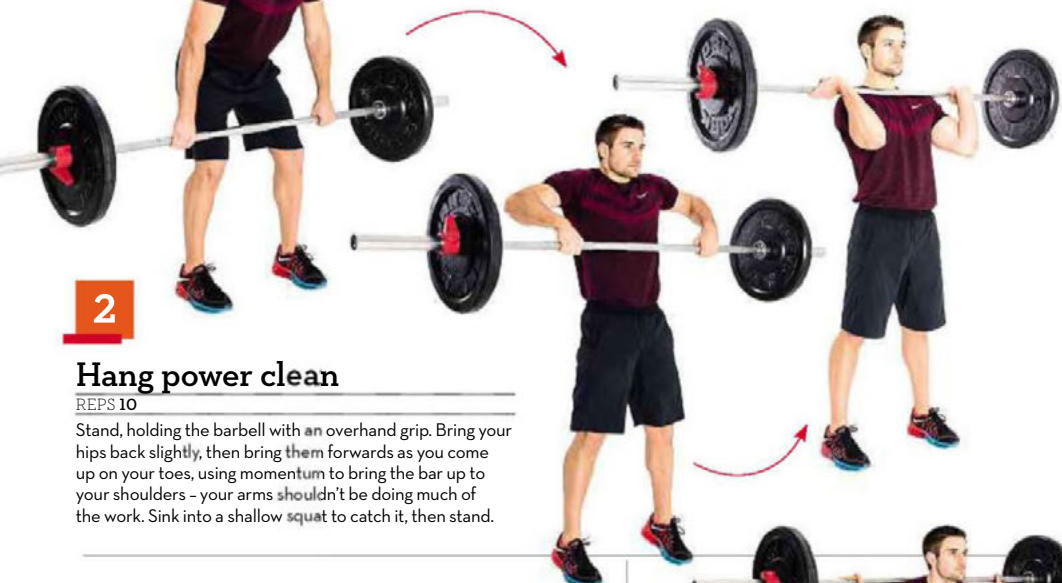 2
Hang power clean
REPS 10
Stand, holding the barbell with an overhand grip. Bring your
hips back slightly, then bring them forwards as you come
up on your toes, using momentum to bring the bar up to
your shoulders – your arms shouldn't be doing much of
the work. Sink into a shallow squat to catch it, then stand.